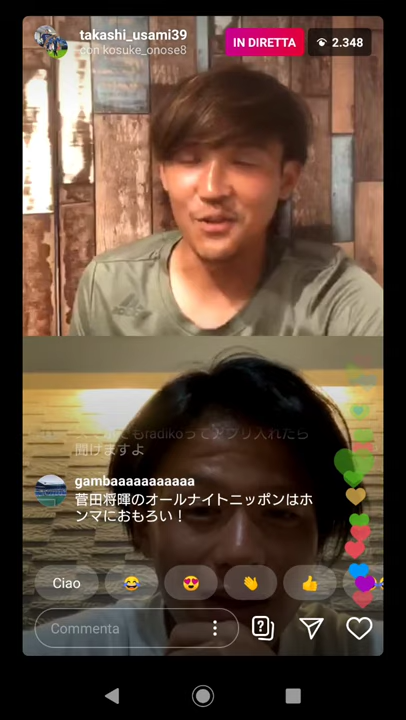 takashi_usami39
con kosuke_onose8
IN DIRETTA
2.348
adidas
でもradikoってアプリ入れたら
聞けますよ
gambaaaaaaaaaaa
菅田将暉のオールナイトニッポンはホ
ンマにおもろい！
Ciao
Commenta